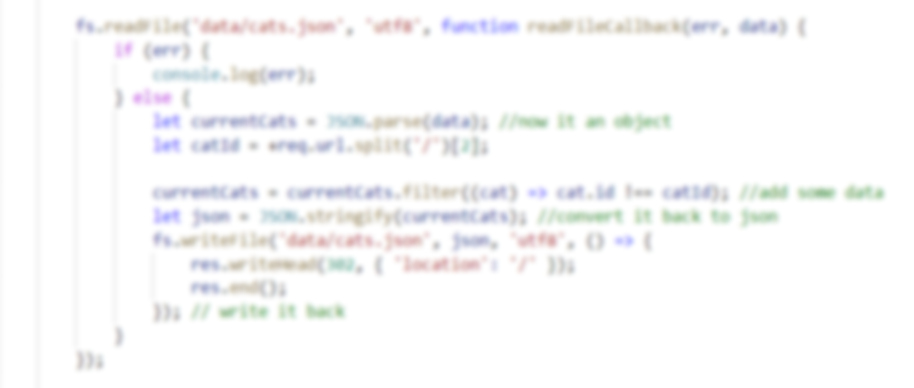 fs.readFile('data/cats.json', 'utf8', function readFileCallback(err, data) {
if (err) {
console.log(err);
} else {
let currentCats = JSON.parse(data); //now it an object
let catId = +req.url.split('/')[2];
currentCats = currentCats.filter((cat) => cat.id !== catId); //add some data
let json = JSON.stringify(currentCats); //convert it back to json
fs.writeFile('data/cats.json', json, 'utf8', () => {
res.writeHead(302, { 'location': '/' });
res.end();
}); // write it back
}
});